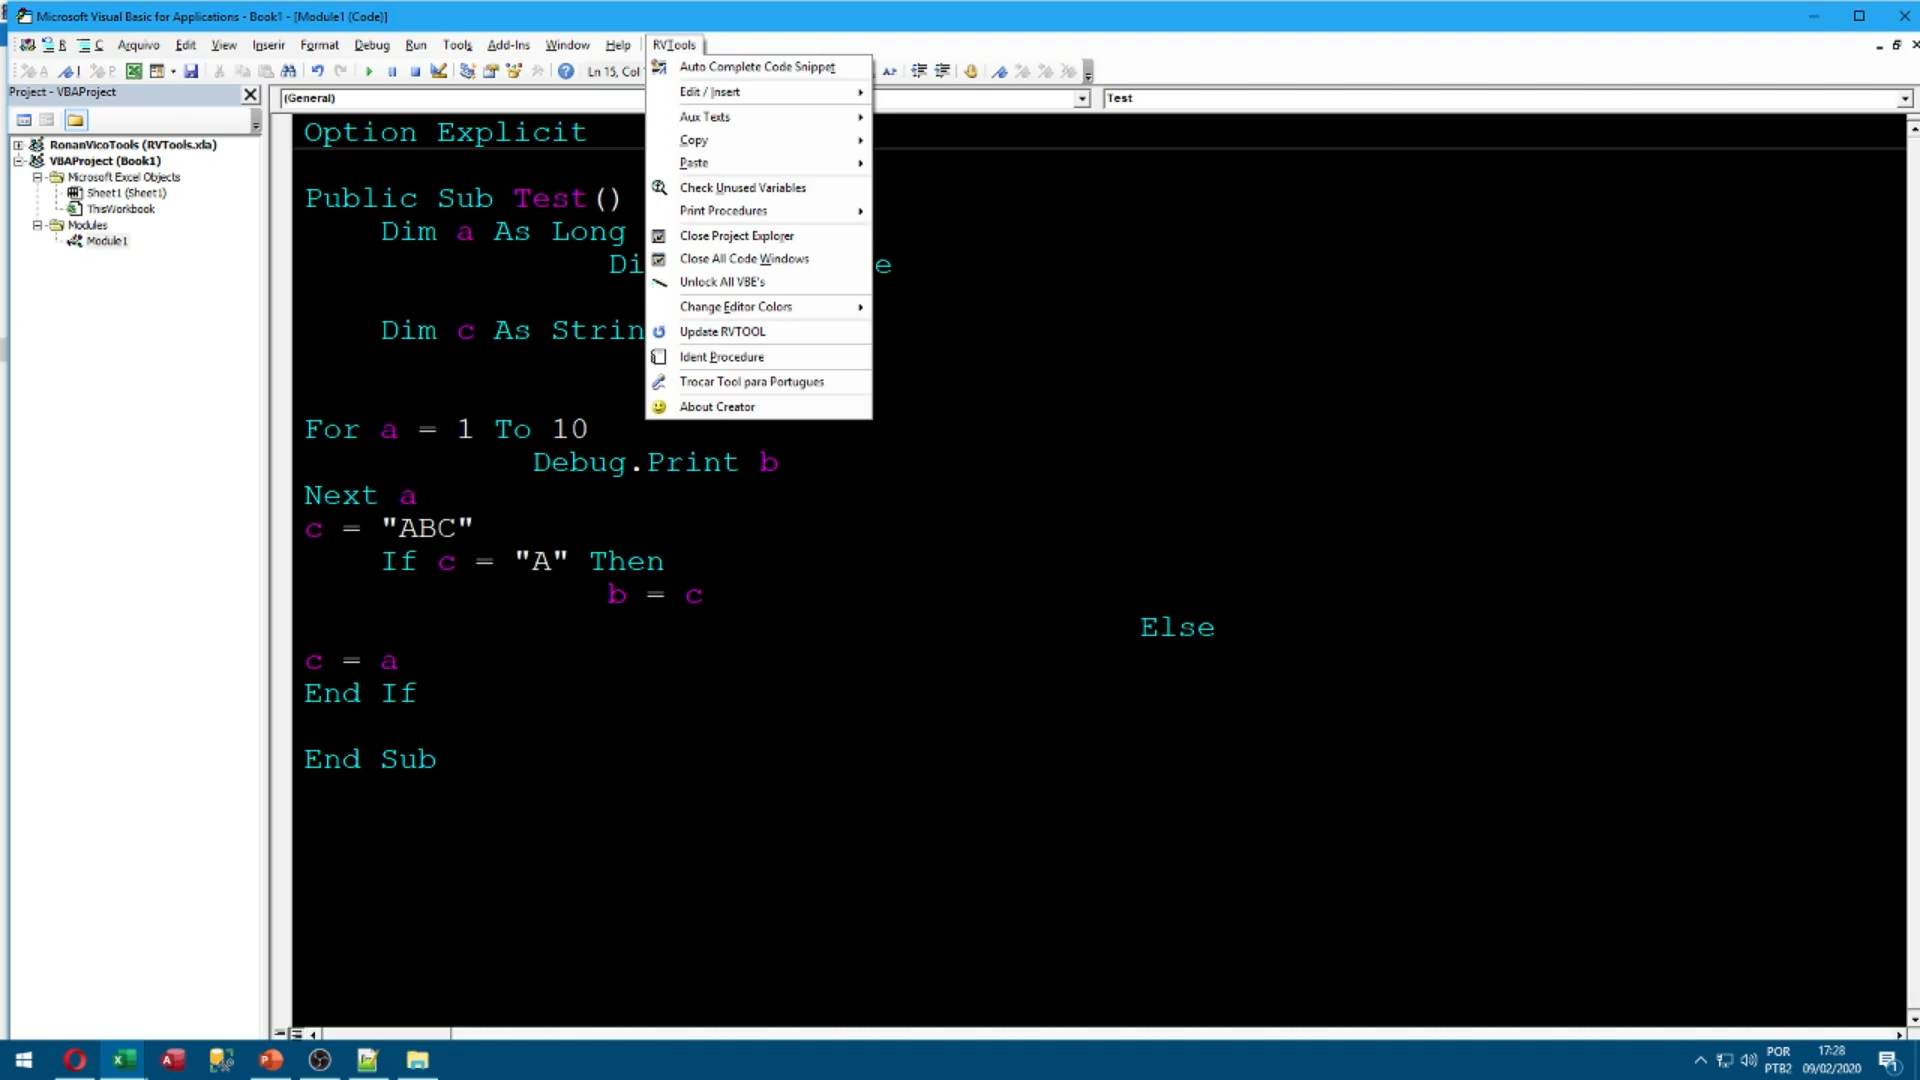 Microsoft Visual Basic for Applications - Book1 - [Module1 (Code)]
R C Arquivo Edit View Inserir Format Debug Run Tools Add-Ins Window Help RVTools
Ln 15, Col
Project - VBAProject
(General) Test
RonanVicoTools (RVTools.xla)
VBAProject (Book1)
Microsoft Excel Objects
Sheet1 (Sheet1)
ThisWorkbook
Modules
Module1
Auto Complete Code Snippet
Edit / Insert
Aux Texts
Copy
Paste
Check Unused Variables
Print Procedures
Close Project Explorer
Close All Code Windows
Unlock All VBE's
Change Editor Colors
Update RVTOOL
Ident Procedure
Trocar Tool para Portugues
About Creator
Option Explicit
Public Sub Test()
Dim a As Long
Di e
Dim c As Strin
For a = 1 To 10
Debug.Print b
Next a
c = "ABC"
If c = "A" Then
b = c
Else
c = a
End If
End Sub
POR
PTB2
17:28
09/02/2020